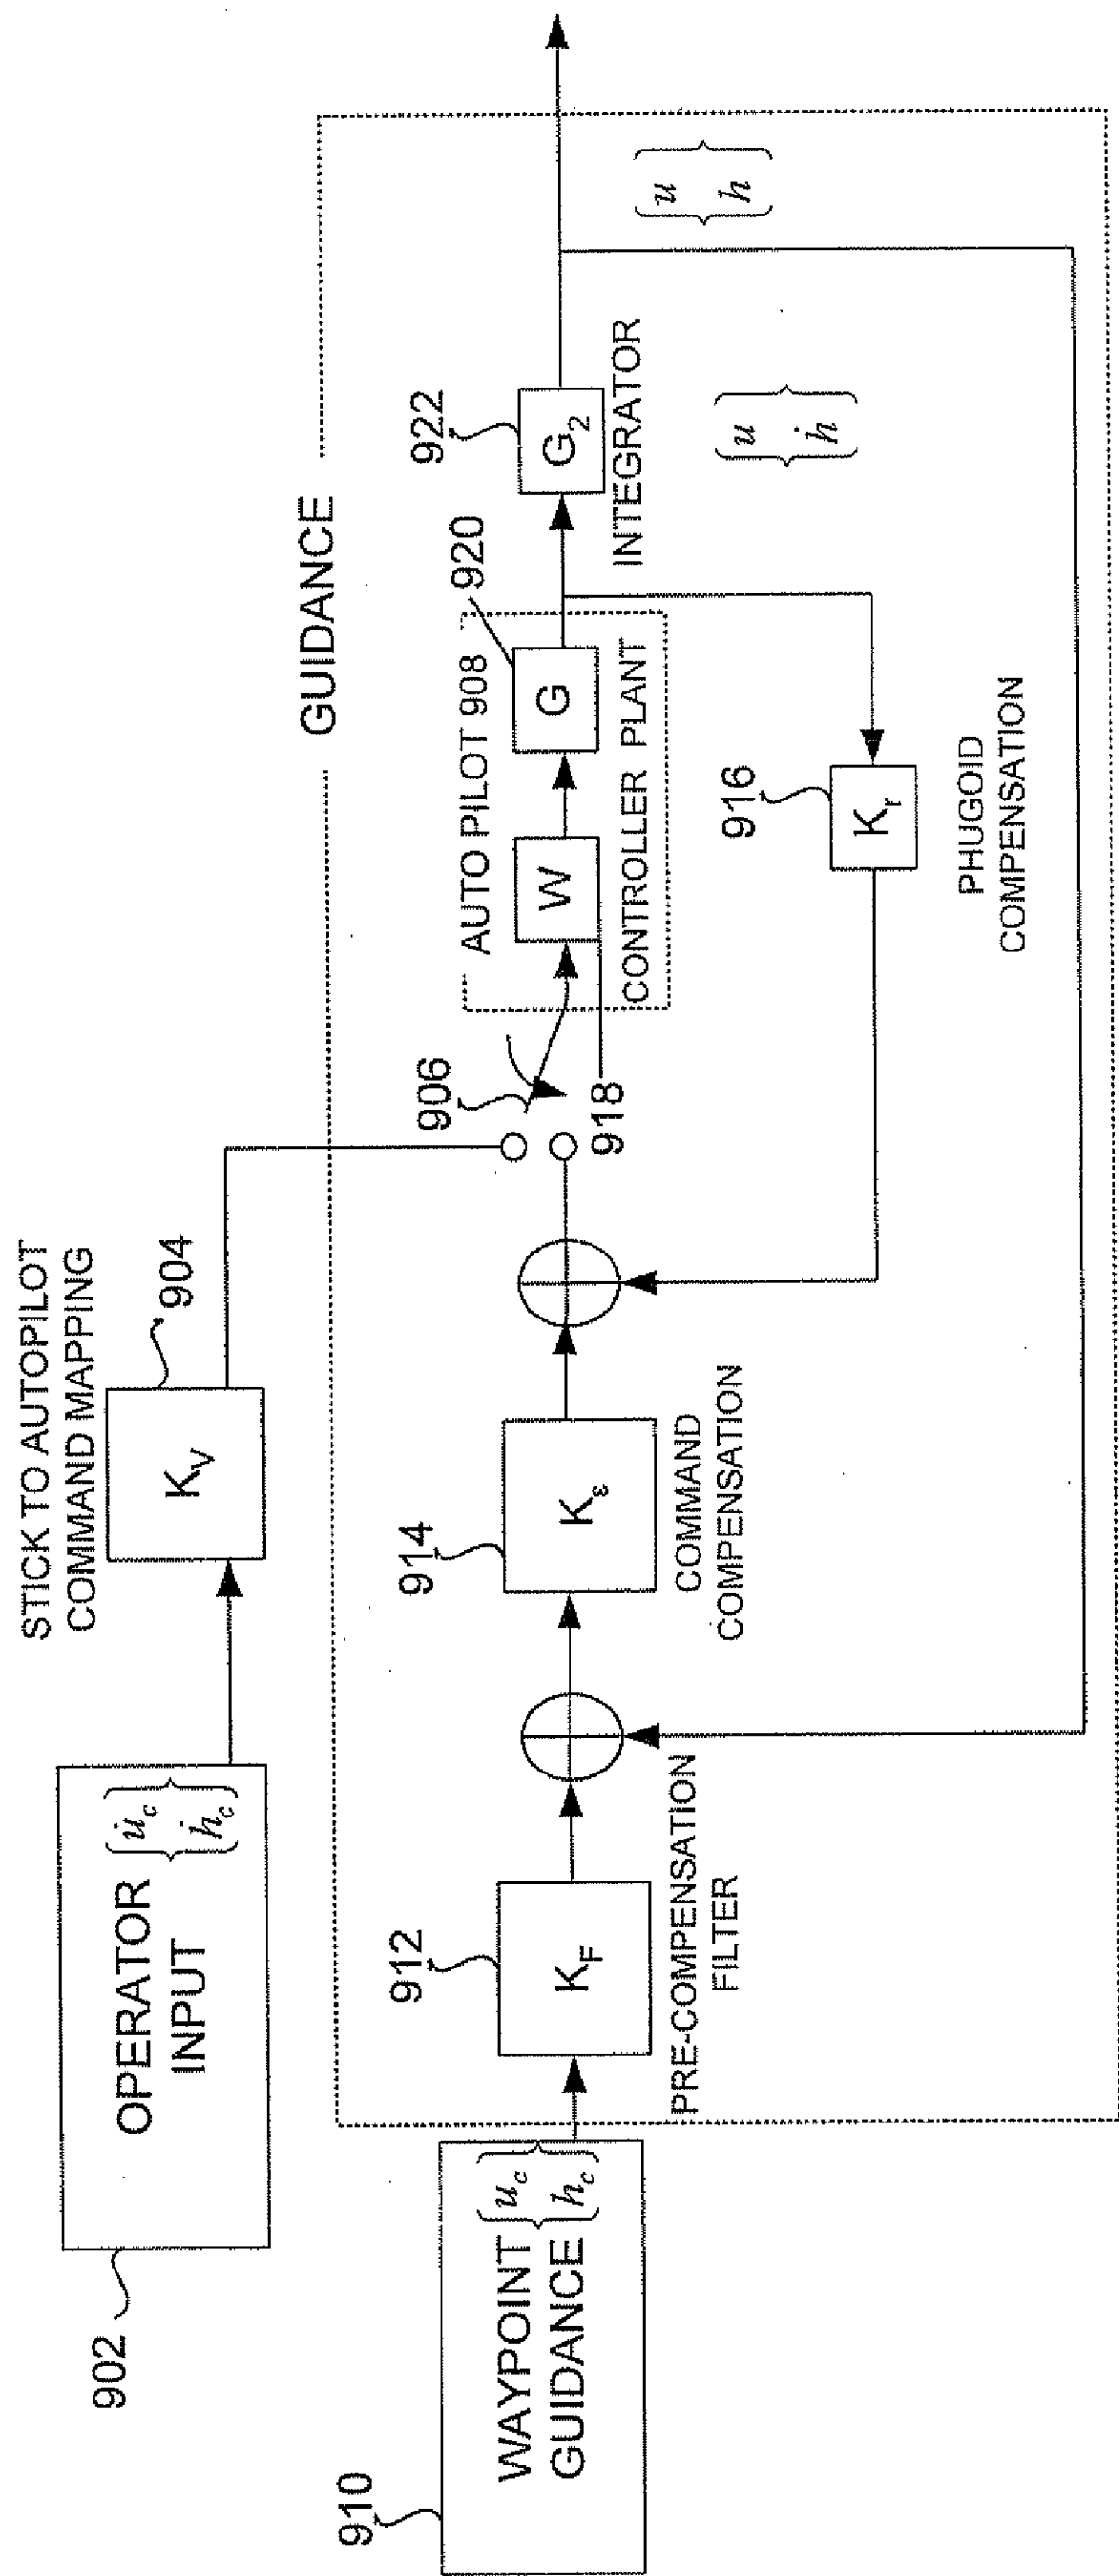 STICK TO AUTOPILOT
COMMAND MAPPING
902
OPERATOR
INPUT
{u̇_c
ḣ_c}
K_V
904
GUIDANCE
910
WAYPOINT
GUIDANCE
{u_c
h_c}
912
K_F
PRE-COMPENSATION
FILTER
914
K_ε
COMMAND
COMPENSATION
906
918
AUTO PILOT 908
W
G
920
CONTROLLER PLANT
922
G_2
INTEGRATOR
916
K_r
PHUGOID
COMPENSATION
{u
ḣ}
{u
h}